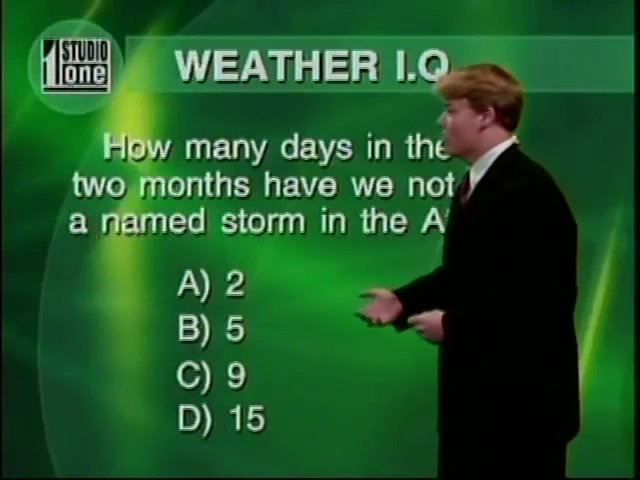 1 STUDIO
one
WEATHER I.Q
How many days in the
two months have we not
a named storm in the A
A) 2
B) 5
C) 9
D) 15